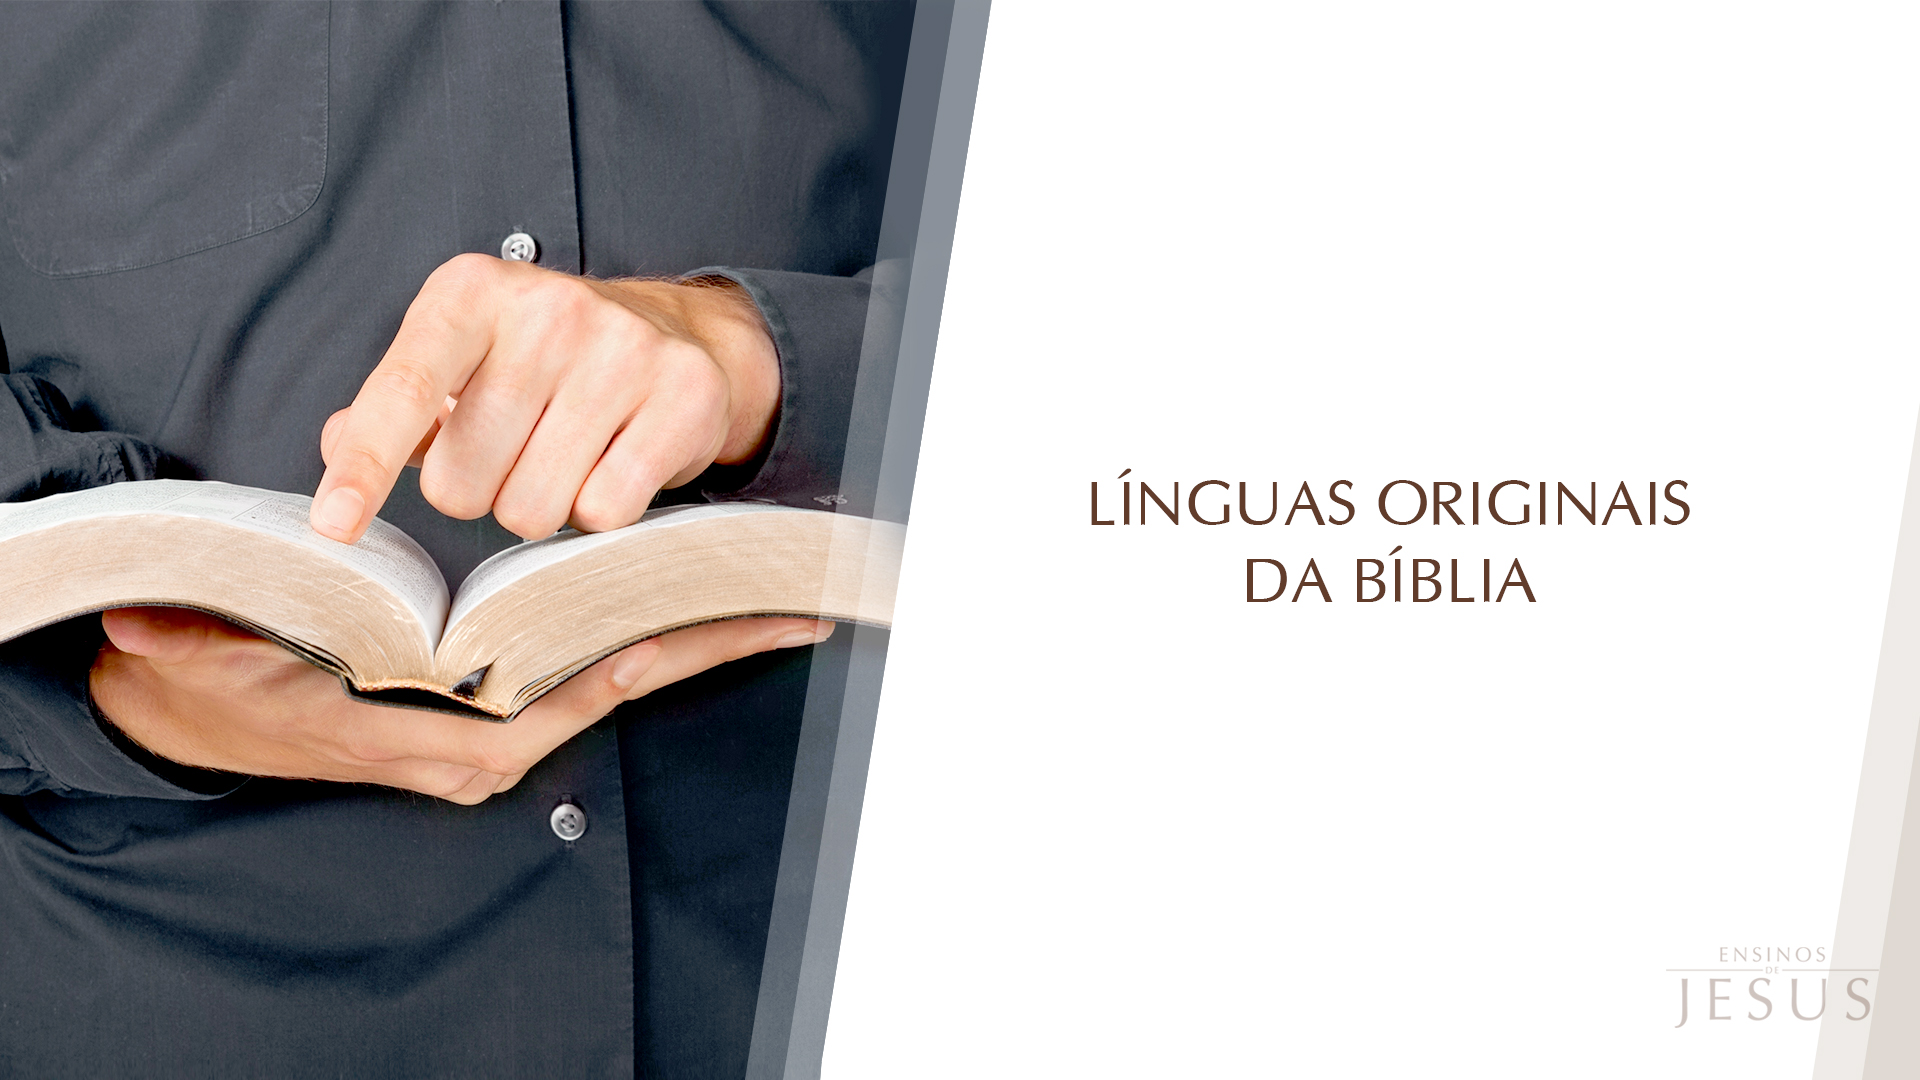 LÍNGUAS ORIGINAIS
DA BÍBLIA
ENSINOS
DE
JESUS